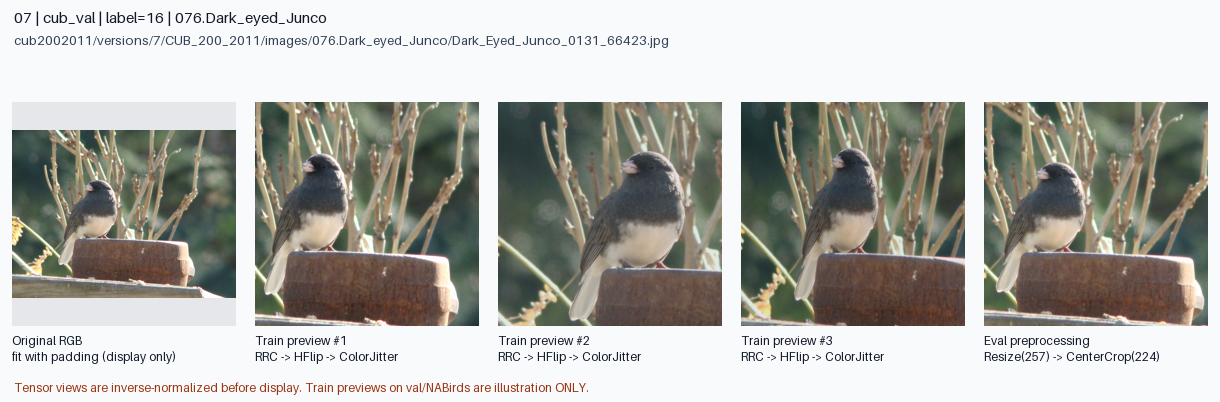 07 | cub_val | label=16 | 076.Dark_eyed_Junco
cub2002011/versions/7/CUB_200_2011/images/076.Dark_eyed_Junco/Dark_Eyed_Junco_0131_66423.jpg
Original RGB
fit with padding (display only)
Train preview #1
RRC -> HFlip -> ColorJitter
Train preview #2
RRC -> HFlip -> ColorJitter
Train preview #3
RRC -> HFlip -> ColorJitter
Eval preprocessing
Resize(257) -> CenterCrop(224)
Tensor views are inverse-normalized before display. Train previews on val/NABirds are illustration ONLY.